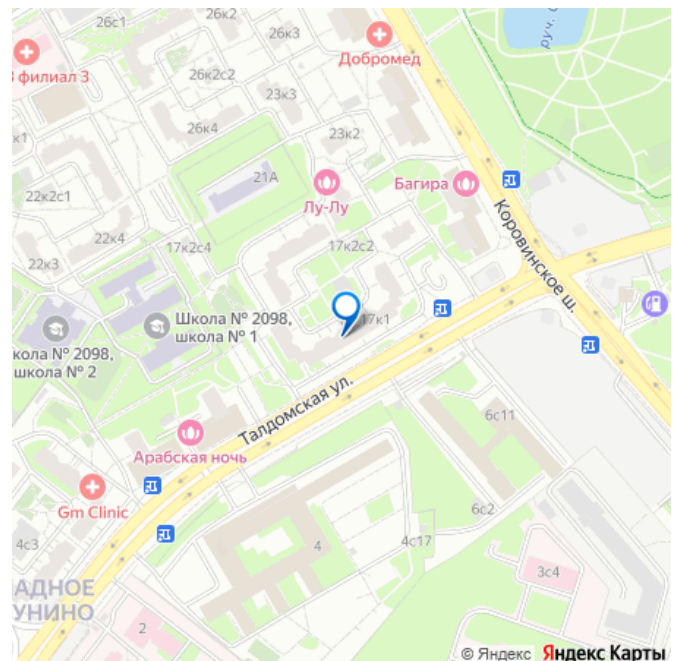 26с1
26к2
26к3
Добромед
филиал 3
26к2с2
23к3
26к4
23к2
к1
21А
руч. С
22к2с1
Лу-Лу
Багира
22к4
17к2с4
17к2с2
22к3
Коровинское ш.
Школа № 2098,
школа № 1
17к1
кола № 2098,
школа № 2
Талдомская ул.
6с11
Арабская ночь
Gm Clinic
6с2
4с3
4
4с17
3с4
АДНОЕ
УНИНО
2
© Яндекс Яндекс Карты